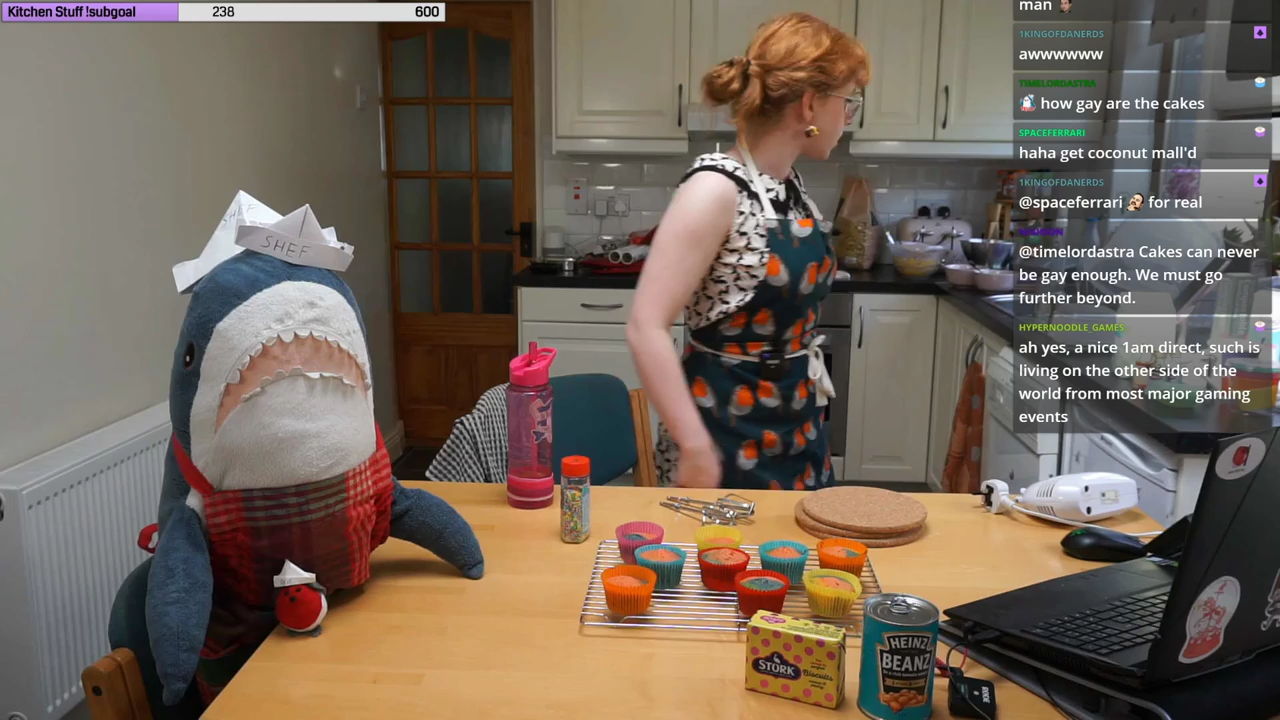 Kitchen Stuff !subgoal 238 600
man
1KINGOFDANERDS
awwwwww
TIMELORDASTRA
how gay are the cakes
SPACEFERRARI
haha get coconut mall'd
1KINGOFDANERDS
@spaceferrari for real
@timelordastra Cakes can never
be gay enough. We must go
further beyond.
HYPERNOODLE GAMES
ah yes, a nice 1am direct, such is
living on the other side of the
world from most major gaming
events
SHEF
SHEF
STORK
Biscuits
HEINZ
BEANZ
RØDE